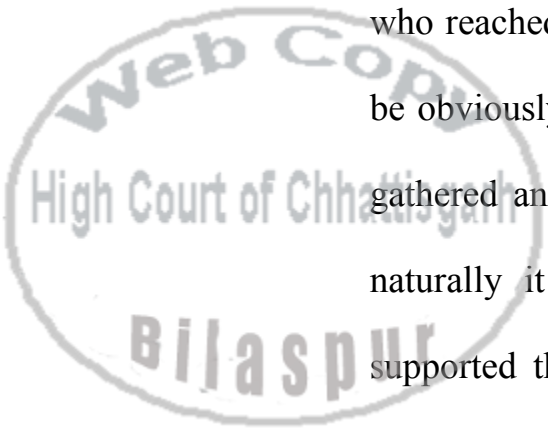 Web Copy
High Court of Chhattisgarh
Bilaspur
who reached
be obviously
gathered an
naturally it
supported th